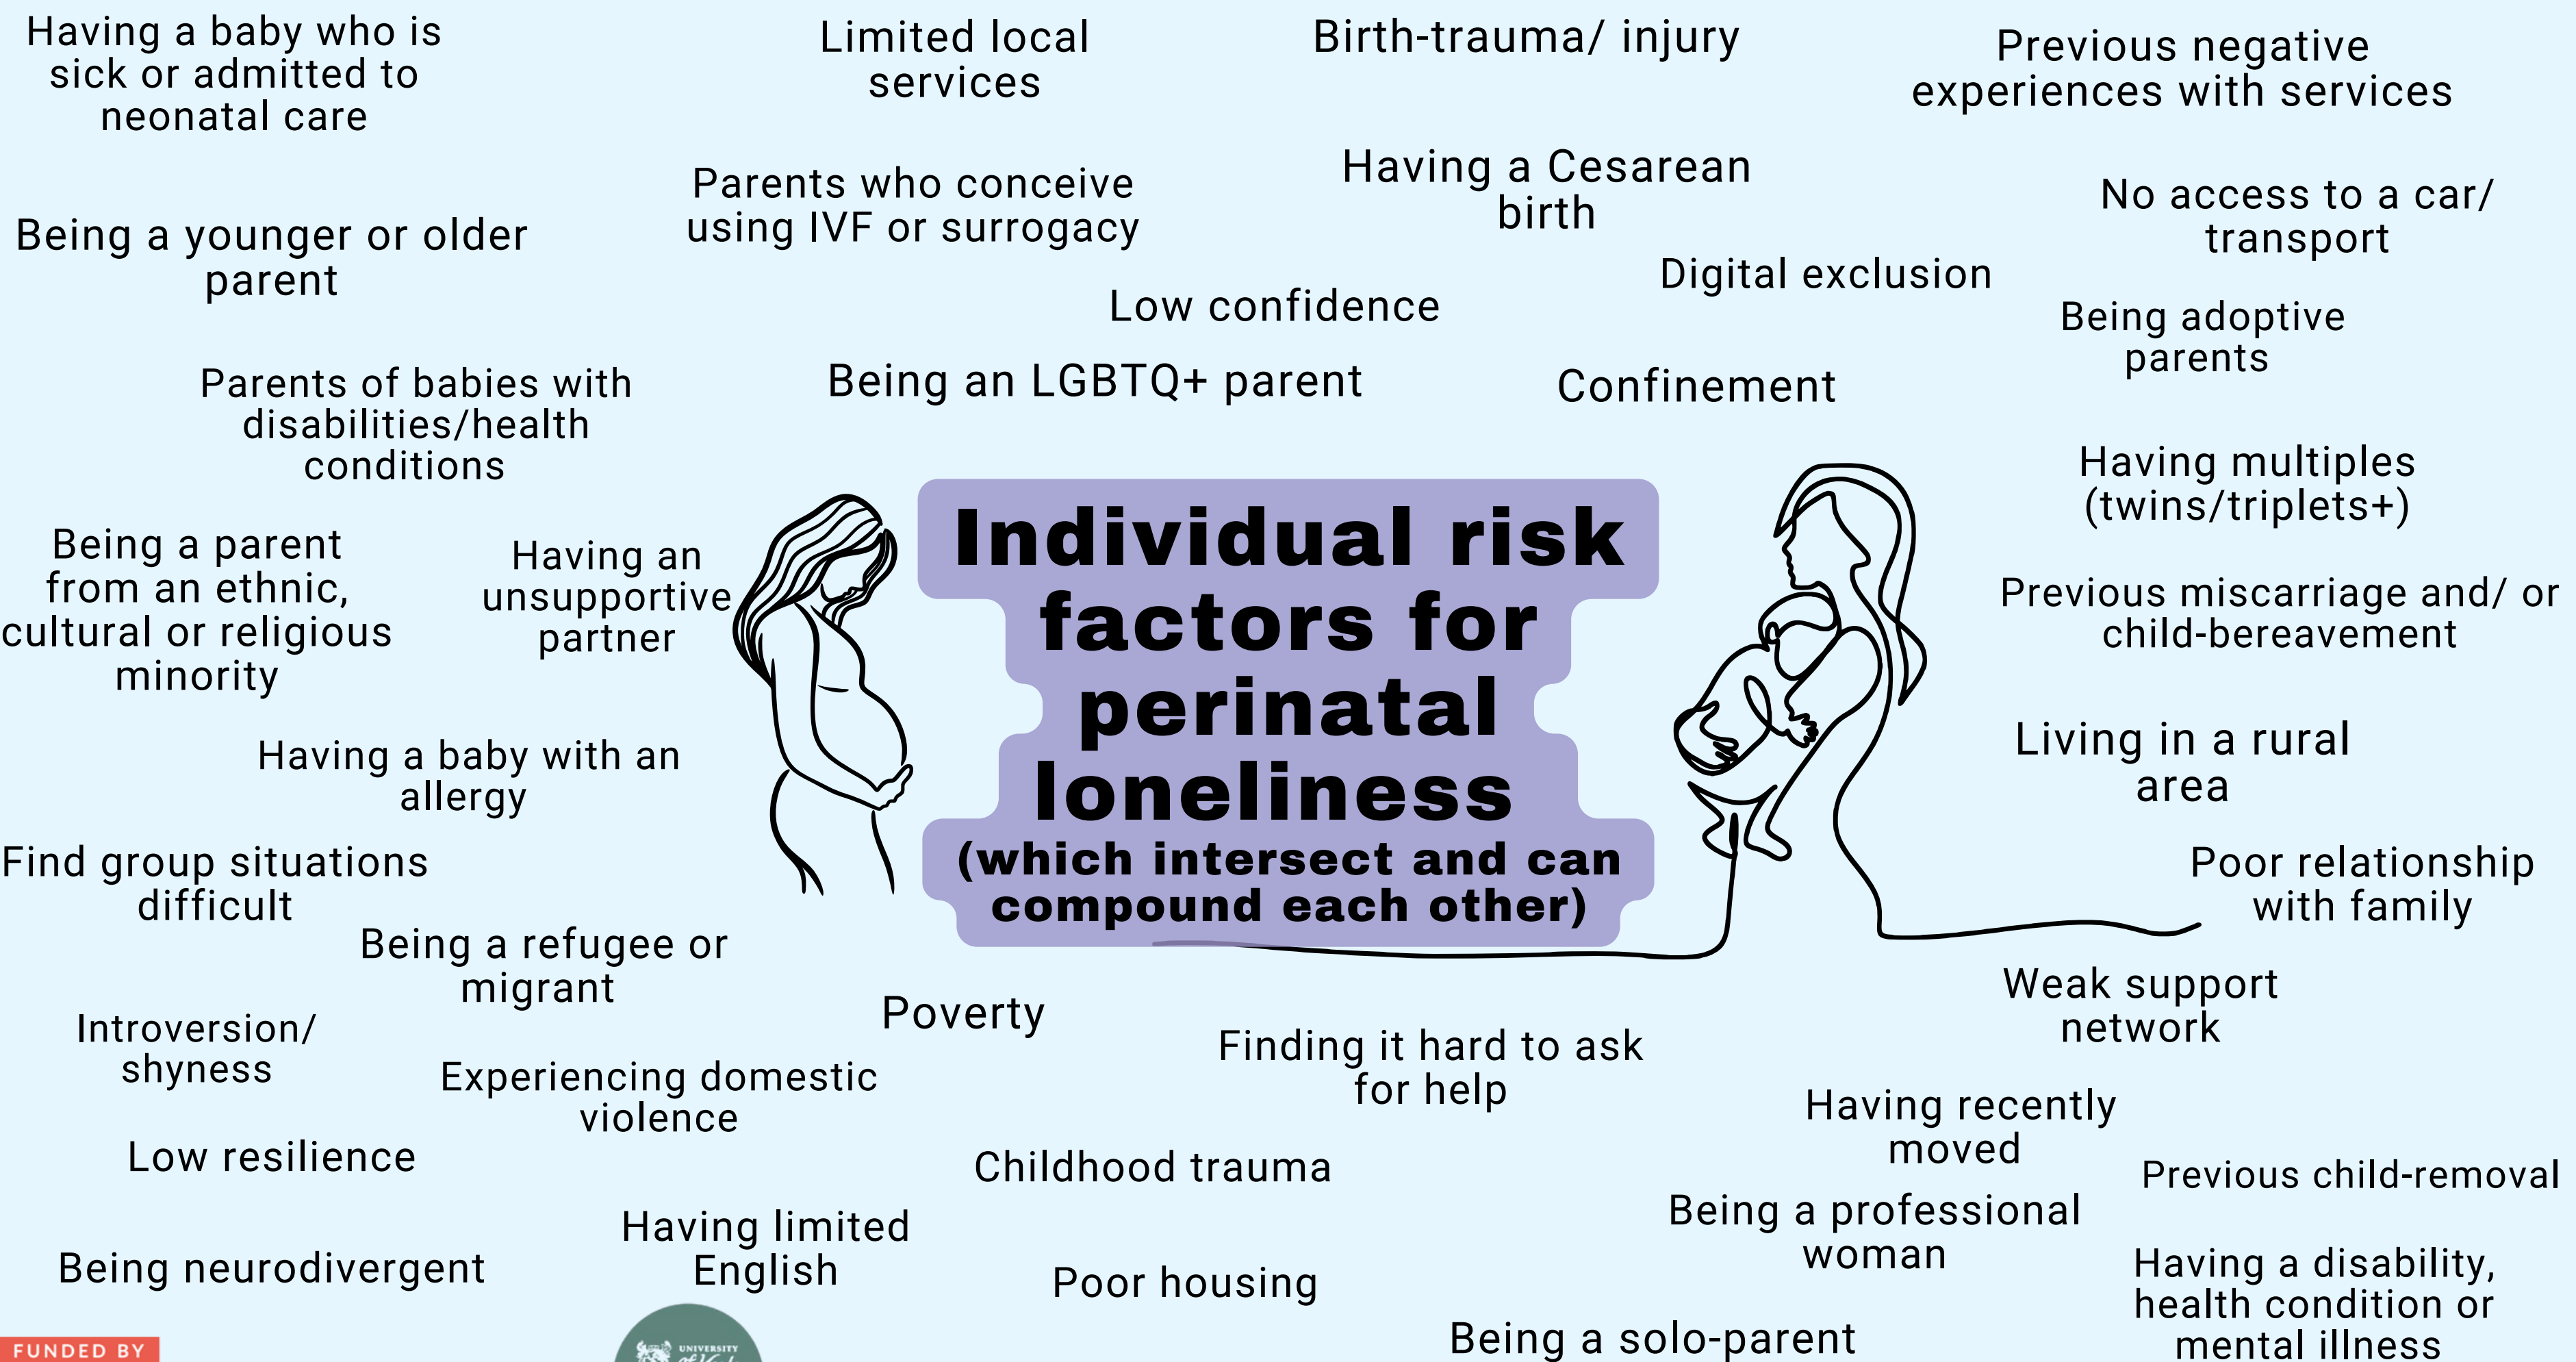 Having a baby who is
sick or admitted to
neonatal care
Limited local
services
Birth-trauma/ injury
Previous negative
experiences with services
Parents who conceive
using IVF or surrogacy
Having a Cesarean
birth
No access to a car/
transport
Being a younger or older
parent
Low confidence
Digital exclusion
Being adoptive
parents
Parents of babies with
disabilities/health
conditions
Being an LGBTQ+ parent
Confinement
Having multiples
(twins/triplets+)
Being a parent
from an ethnic,
cultural or religious
minority
Having an
unsupportive
partner
Individual risk
factors for
perinatal
loneliness
(which intersect and can
compound each other)
Previous miscarriage and/ or
child-bereavement
Having a baby with an
allergy
Living in a rural
area
Find group situations
difficult
Poor relationship
with family
Being a refugee or
migrant
Poverty
Weak support
network
Introversion/
shyness
Experiencing domestic
violence
Finding it hard to ask
for help
Having recently
moved
Low resilience
Childhood trauma
Previous child-removal
Having limited
English
Being a professional
woman
Being neurodivergent
Poor housing
Having a disability,
health condition or
mental illness
Being a solo-parent
FUNDED BY
UNIVERSITY